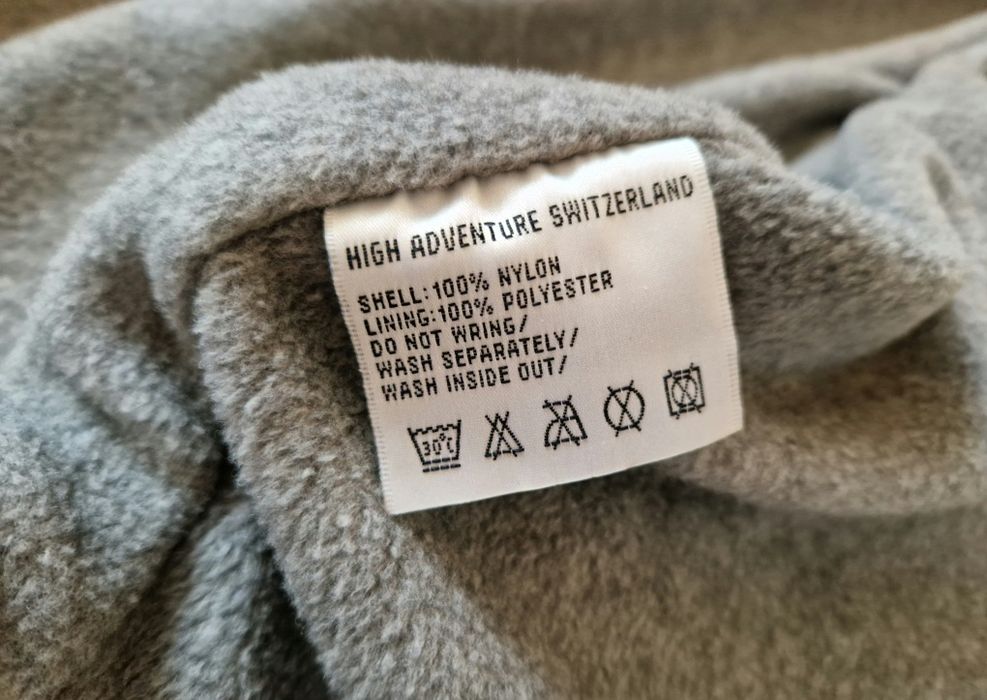 HIGH ADVENTURE SWITZERLAND
SHELL:100% NYLON
LINING:100% POLYESTER
DO NOT WRING/
WASH SEPARATELY/
WASH INSIDE OUT/
30°C